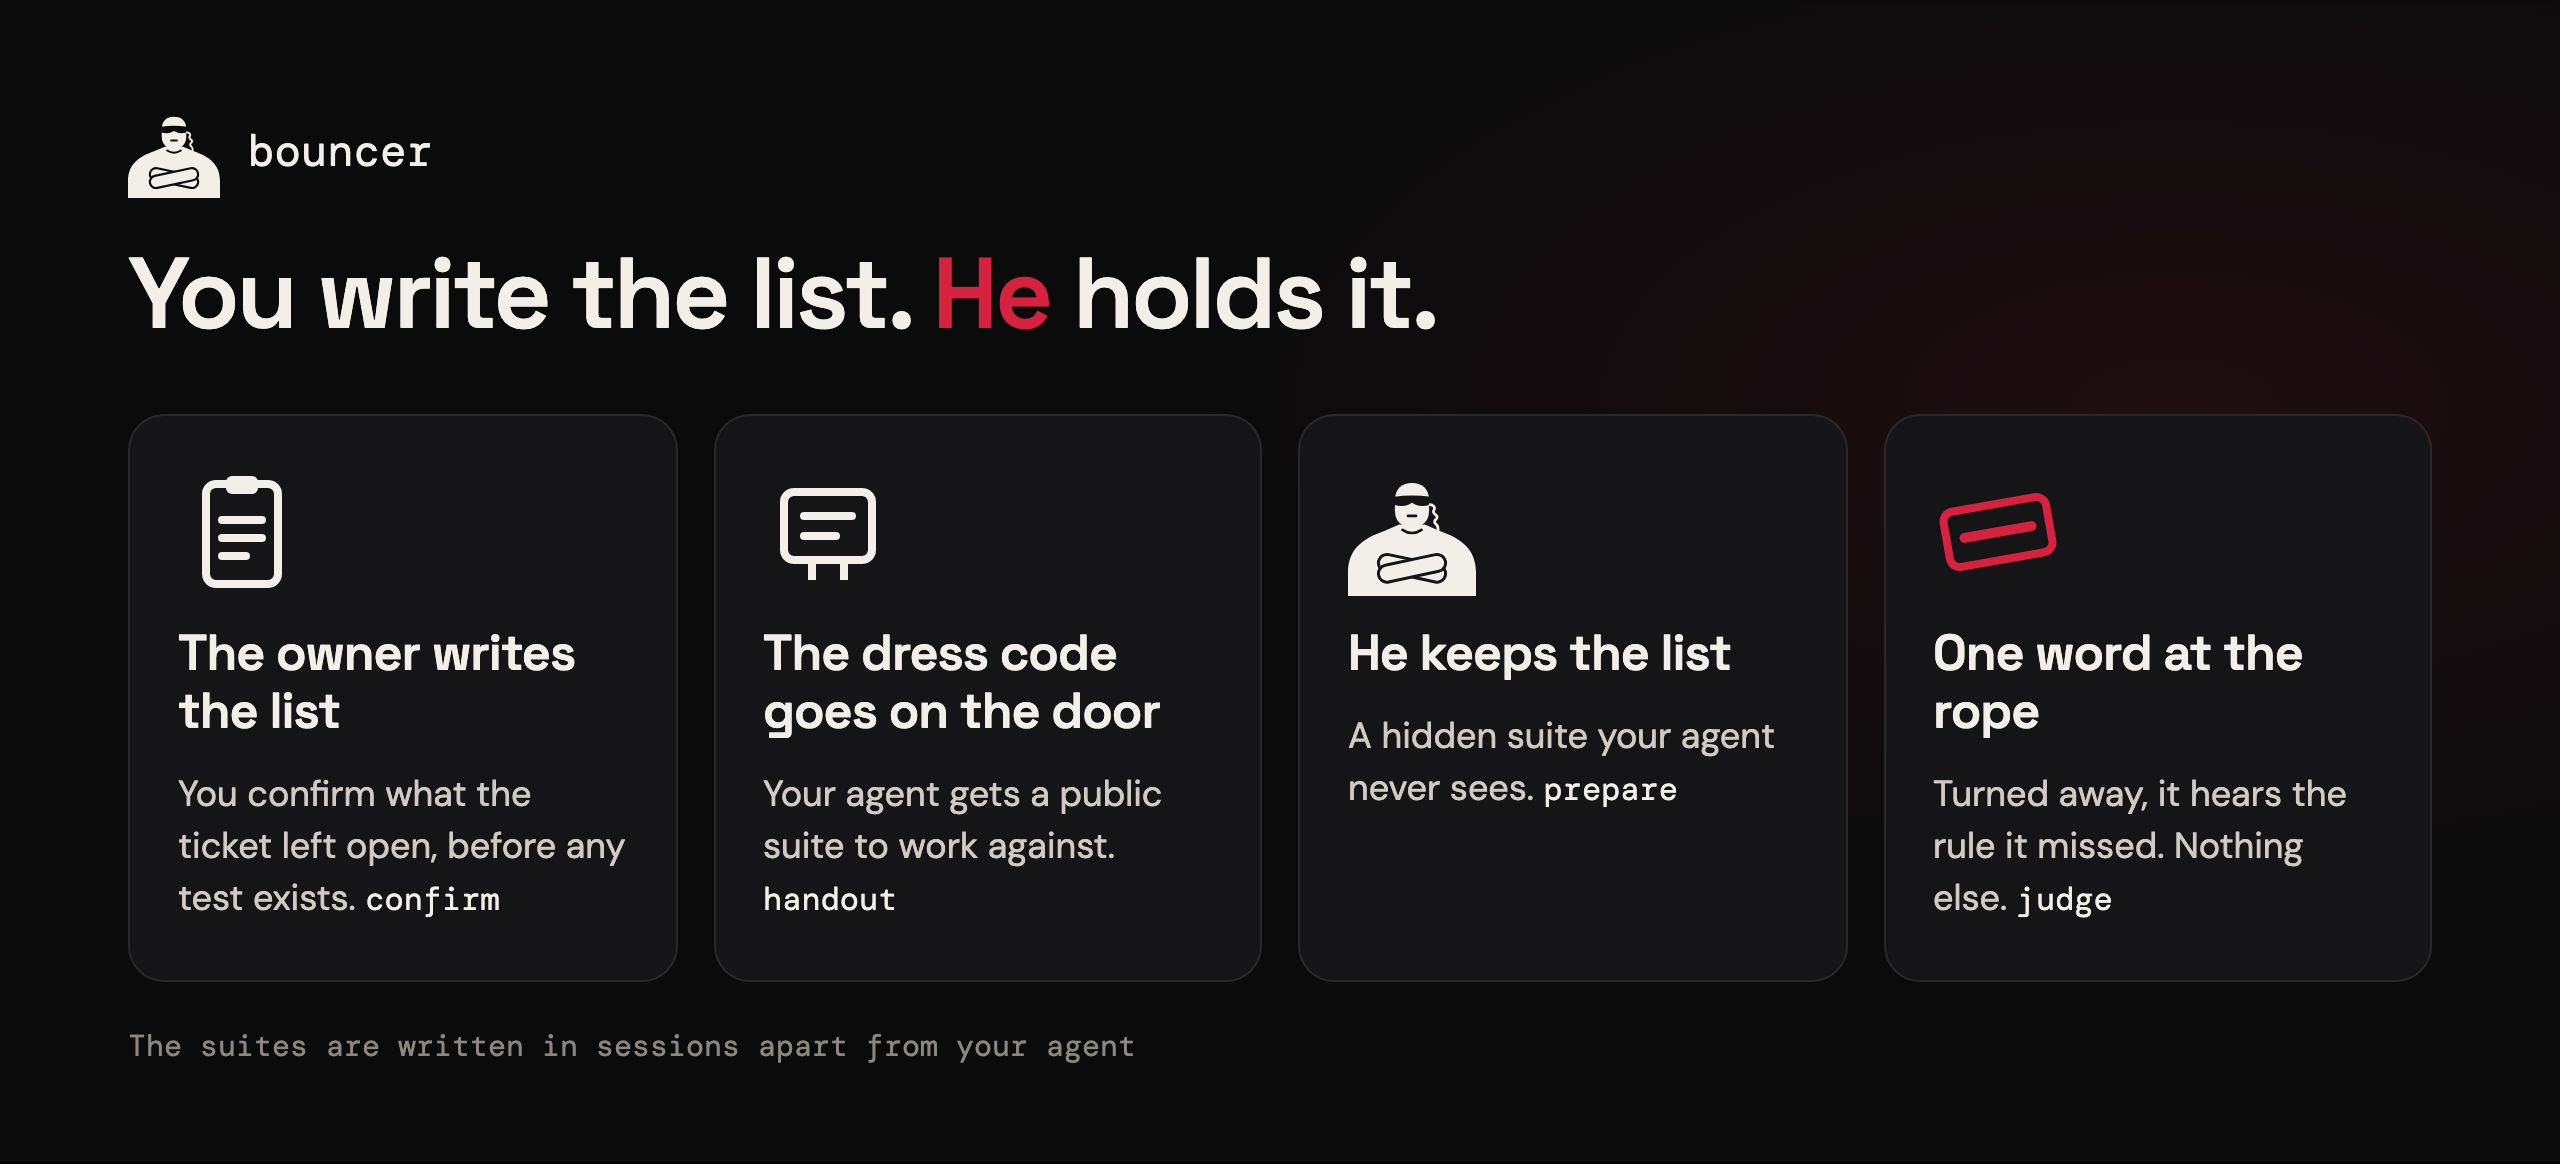 bouncer
You write the list. He holds it.
The owner writes
the list
You confirm what the
ticket left open, before any
test exists. confirm
The dress code
goes on the door
Your agent gets a public
suite to work against.
handout
He keeps the list
A hidden suite your agent
never sees. prepare
One word at the
rope
Turned away, it hears the
rule it missed. Nothing
else. judge
The suites are written in sessions apart from your agent